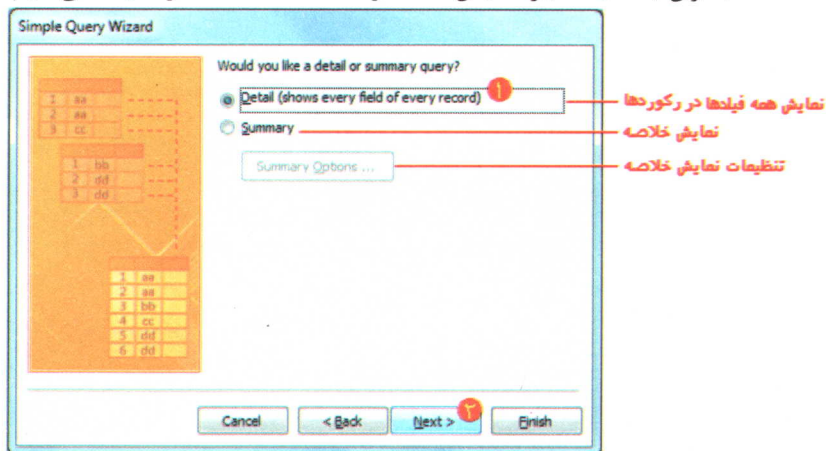 Simple Query Wizard
Would you like a detail or summary query?
Detail (shows every field of every record)
۱
نمایش همه فیلدها در رکوردها
Summary
نمایش خلاصه
Summary Options ...
تنظیمات نمایش خلاصه
1 aa
2 aa
3 cc
1 bb
2 dd
3 dd
1 aa
2 aa
3 bb
4 cc
5 dd
6 dd
Cancel
< Back
Next >
۲
Finish